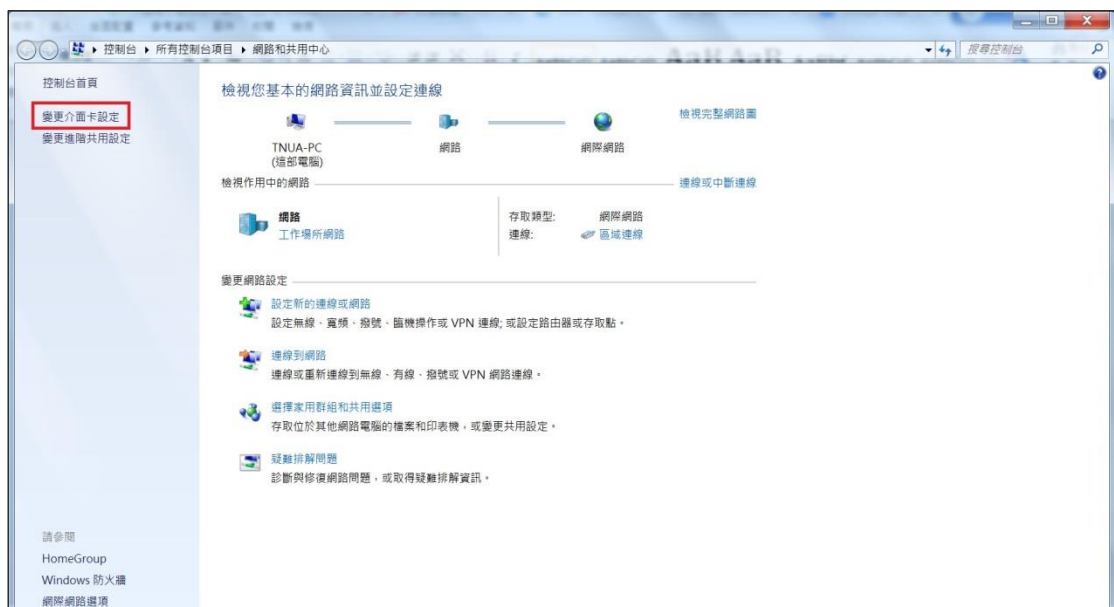 控制台 ▸ 所有控制台項目 ▸ 網路和共用中心
搜尋控制台
控制台首頁
變更介面卡設定
變更進階共用設定
檢視您基本的網路資訊並設定連線
檢視完整網路圖
TNUA-PC
(這部電腦)
網路
網際網路
檢視作用中的網路
連線或中斷連線
網路
工作場所網路
存取類型: 網際網路
連線: 區域連線
變更網路設定
設定新的連線或網路
設定無線、寬頻、撥號、臨機操作或 VPN 連線; 或設定路由器或存取點。
連線到網路
連線或重新連線到無線、有線、撥號或 VPN 網路連線。
選擇家用群組和共用選項
存取位於其他網路電腦的檔案和印表機，或變更共用設定。
疑難排解問題
診斷與修復網路問題，或取得疑難排解資訊。
請參閱
HomeGroup
Windows 防火牆
網際網路選項